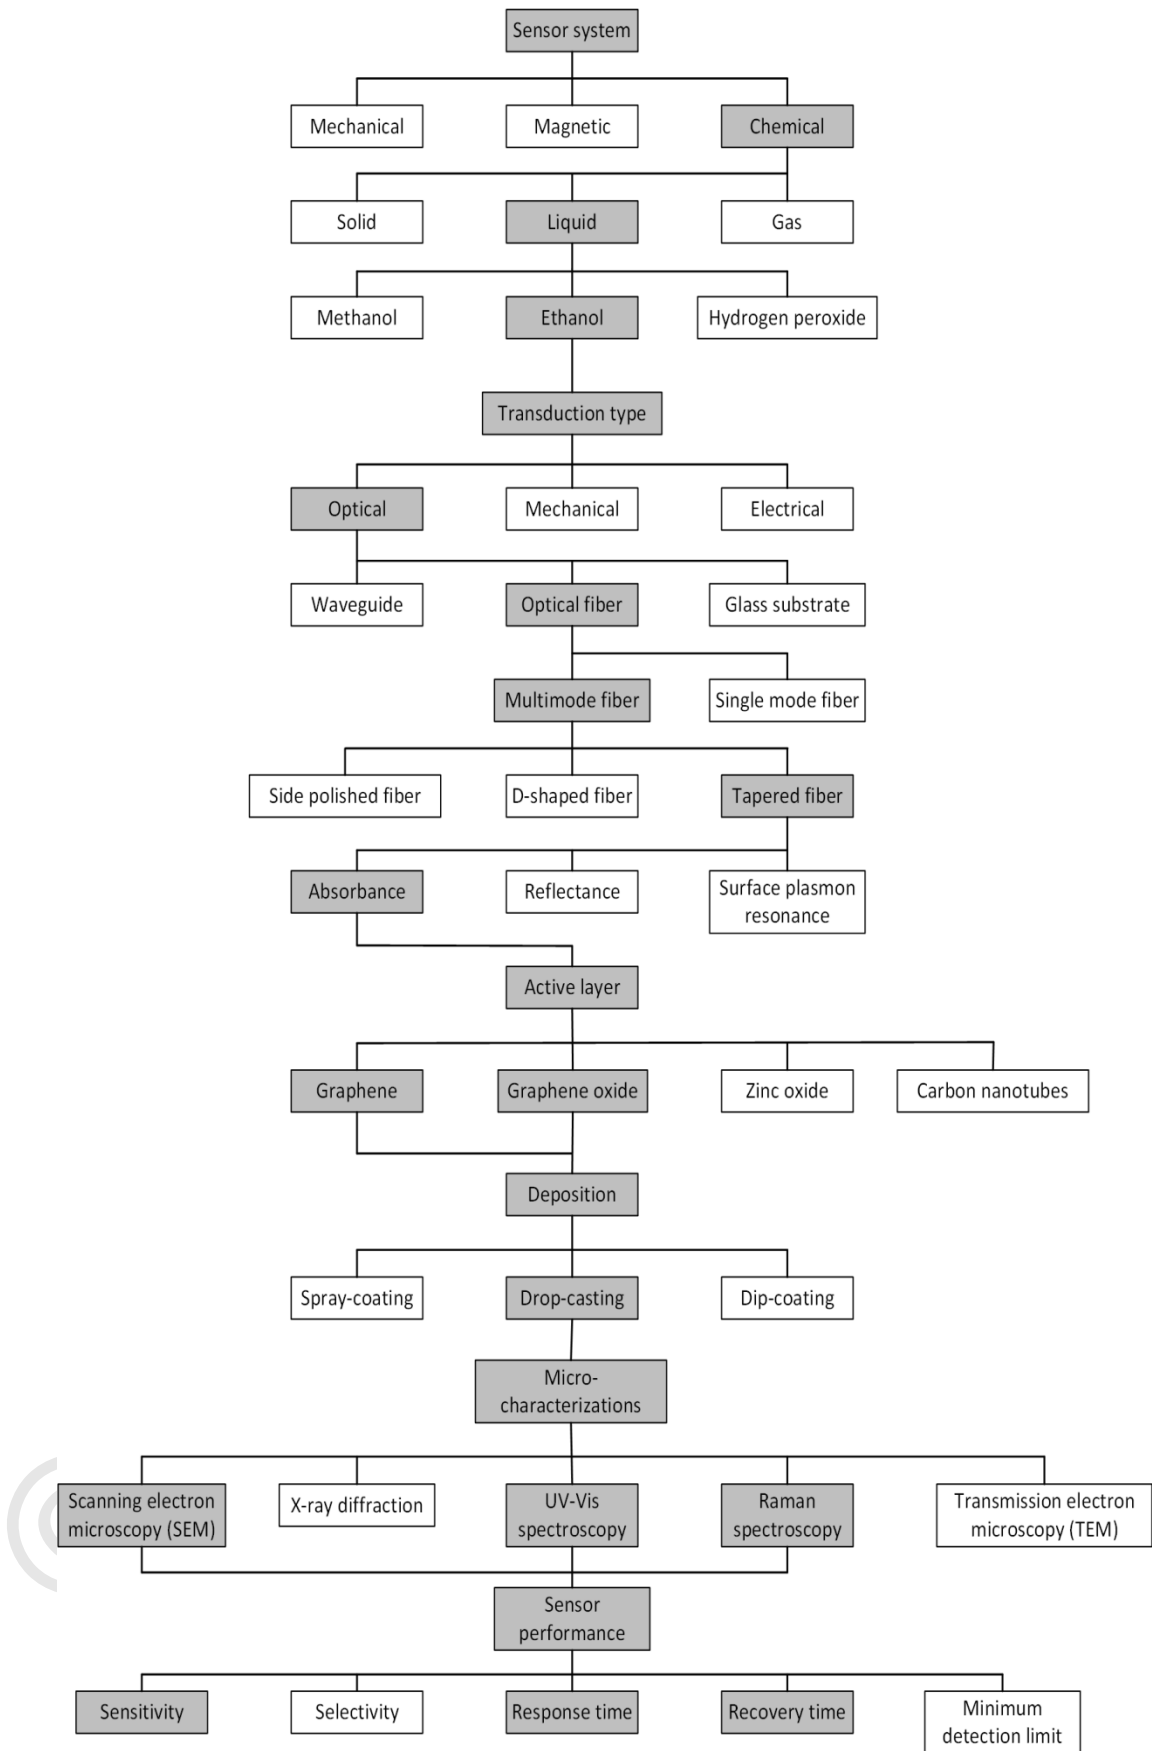 Sensor system
Mechanical
Magnetic
Chemical
Solid
Liquid
Gas
Methanol
Ethanol
Hydrogen peroxide
Transduction type
Optical
Mechanical
Electrical
Waveguide
Optical fiber
Glass substrate
Multimode fiber
Single mode fiber
Side polished fiber
D-shaped fiber
Tapered fiber
Absorbance
Reflectance
Surface plasmon
resonance
Active layer
Graphene
Graphene oxide
Zinc oxide
Carbon nanotubes
Deposition
Spray-coating
Drop-casting
Dip-coating
Micro-
characterizations
Scanning electron
microscopy (SEM)
X-ray diffraction
UV-Vis
spectroscopy
Raman
spectroscopy
Transmission electron
microscopy (TEM)
Sensor
performance
Sensitivity
Selectivity
Response time
Recovery time
Minimum
detection limit